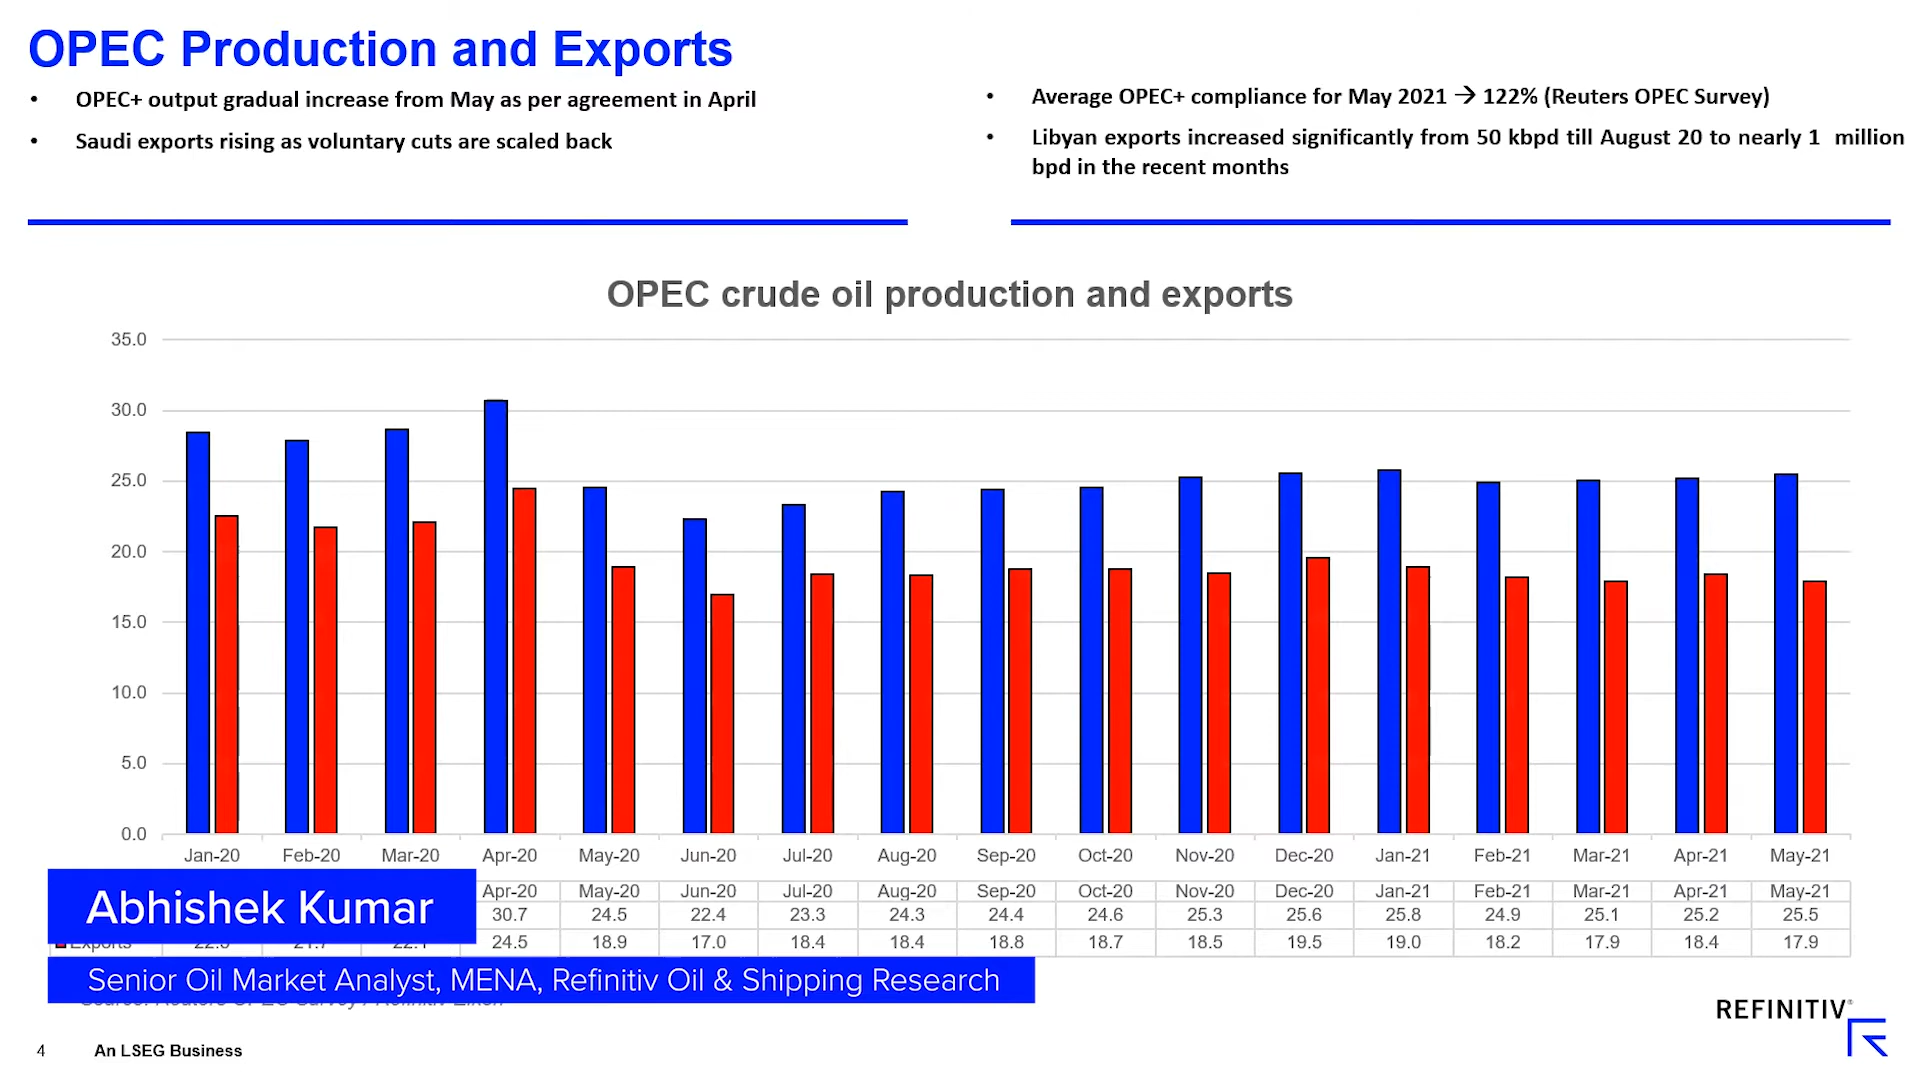 OPEC Production and Exports
• OPEC+ output gradual increase from May as per agreement in April
• Saudi exports rising as voluntary cuts are scaled back
• Average OPEC+ compliance for May 2021 → 122% (Reuters OPEC Survey)
• Libyan exports increased significantly from 50 kbpd till August 20 to nearly 1 million
bpd in the recent months
OPEC crude oil production and exports
35.0
30.0
25.0
20.0
15.0
10.0
5.0
0.0
Jan-20 Feb-20 Mar-20 Apr-20 May-20 Jun-20 Jul-20 Aug-20 Sep-20 Oct-20 Nov-20 Dec-20 Jan-21 Feb-21 Mar-21 Apr-21 May-21
Apr-20 May-20 Jun-20 Jul-20 Aug-20 Sep-20 Oct-20 Nov-20 Dec-20 Jan-21 Feb-21 Mar-21 Apr-21 May-21
30.7 24.5 22.4 23.3 24.3 24.4 24.6 25.3 25.6 25.8 24.9 25.1 25.2 25.5
Exports 24.5 18.9 17.0 18.4 18.4 18.8 18.7 18.5 19.5 19.0 18.2 17.9 18.4 17.9
Abhishek Kumar
Senior Oil Market Analyst, MENA, Refinitiv Oil & Shipping Research
REFINITIV
4 An LSEG Business